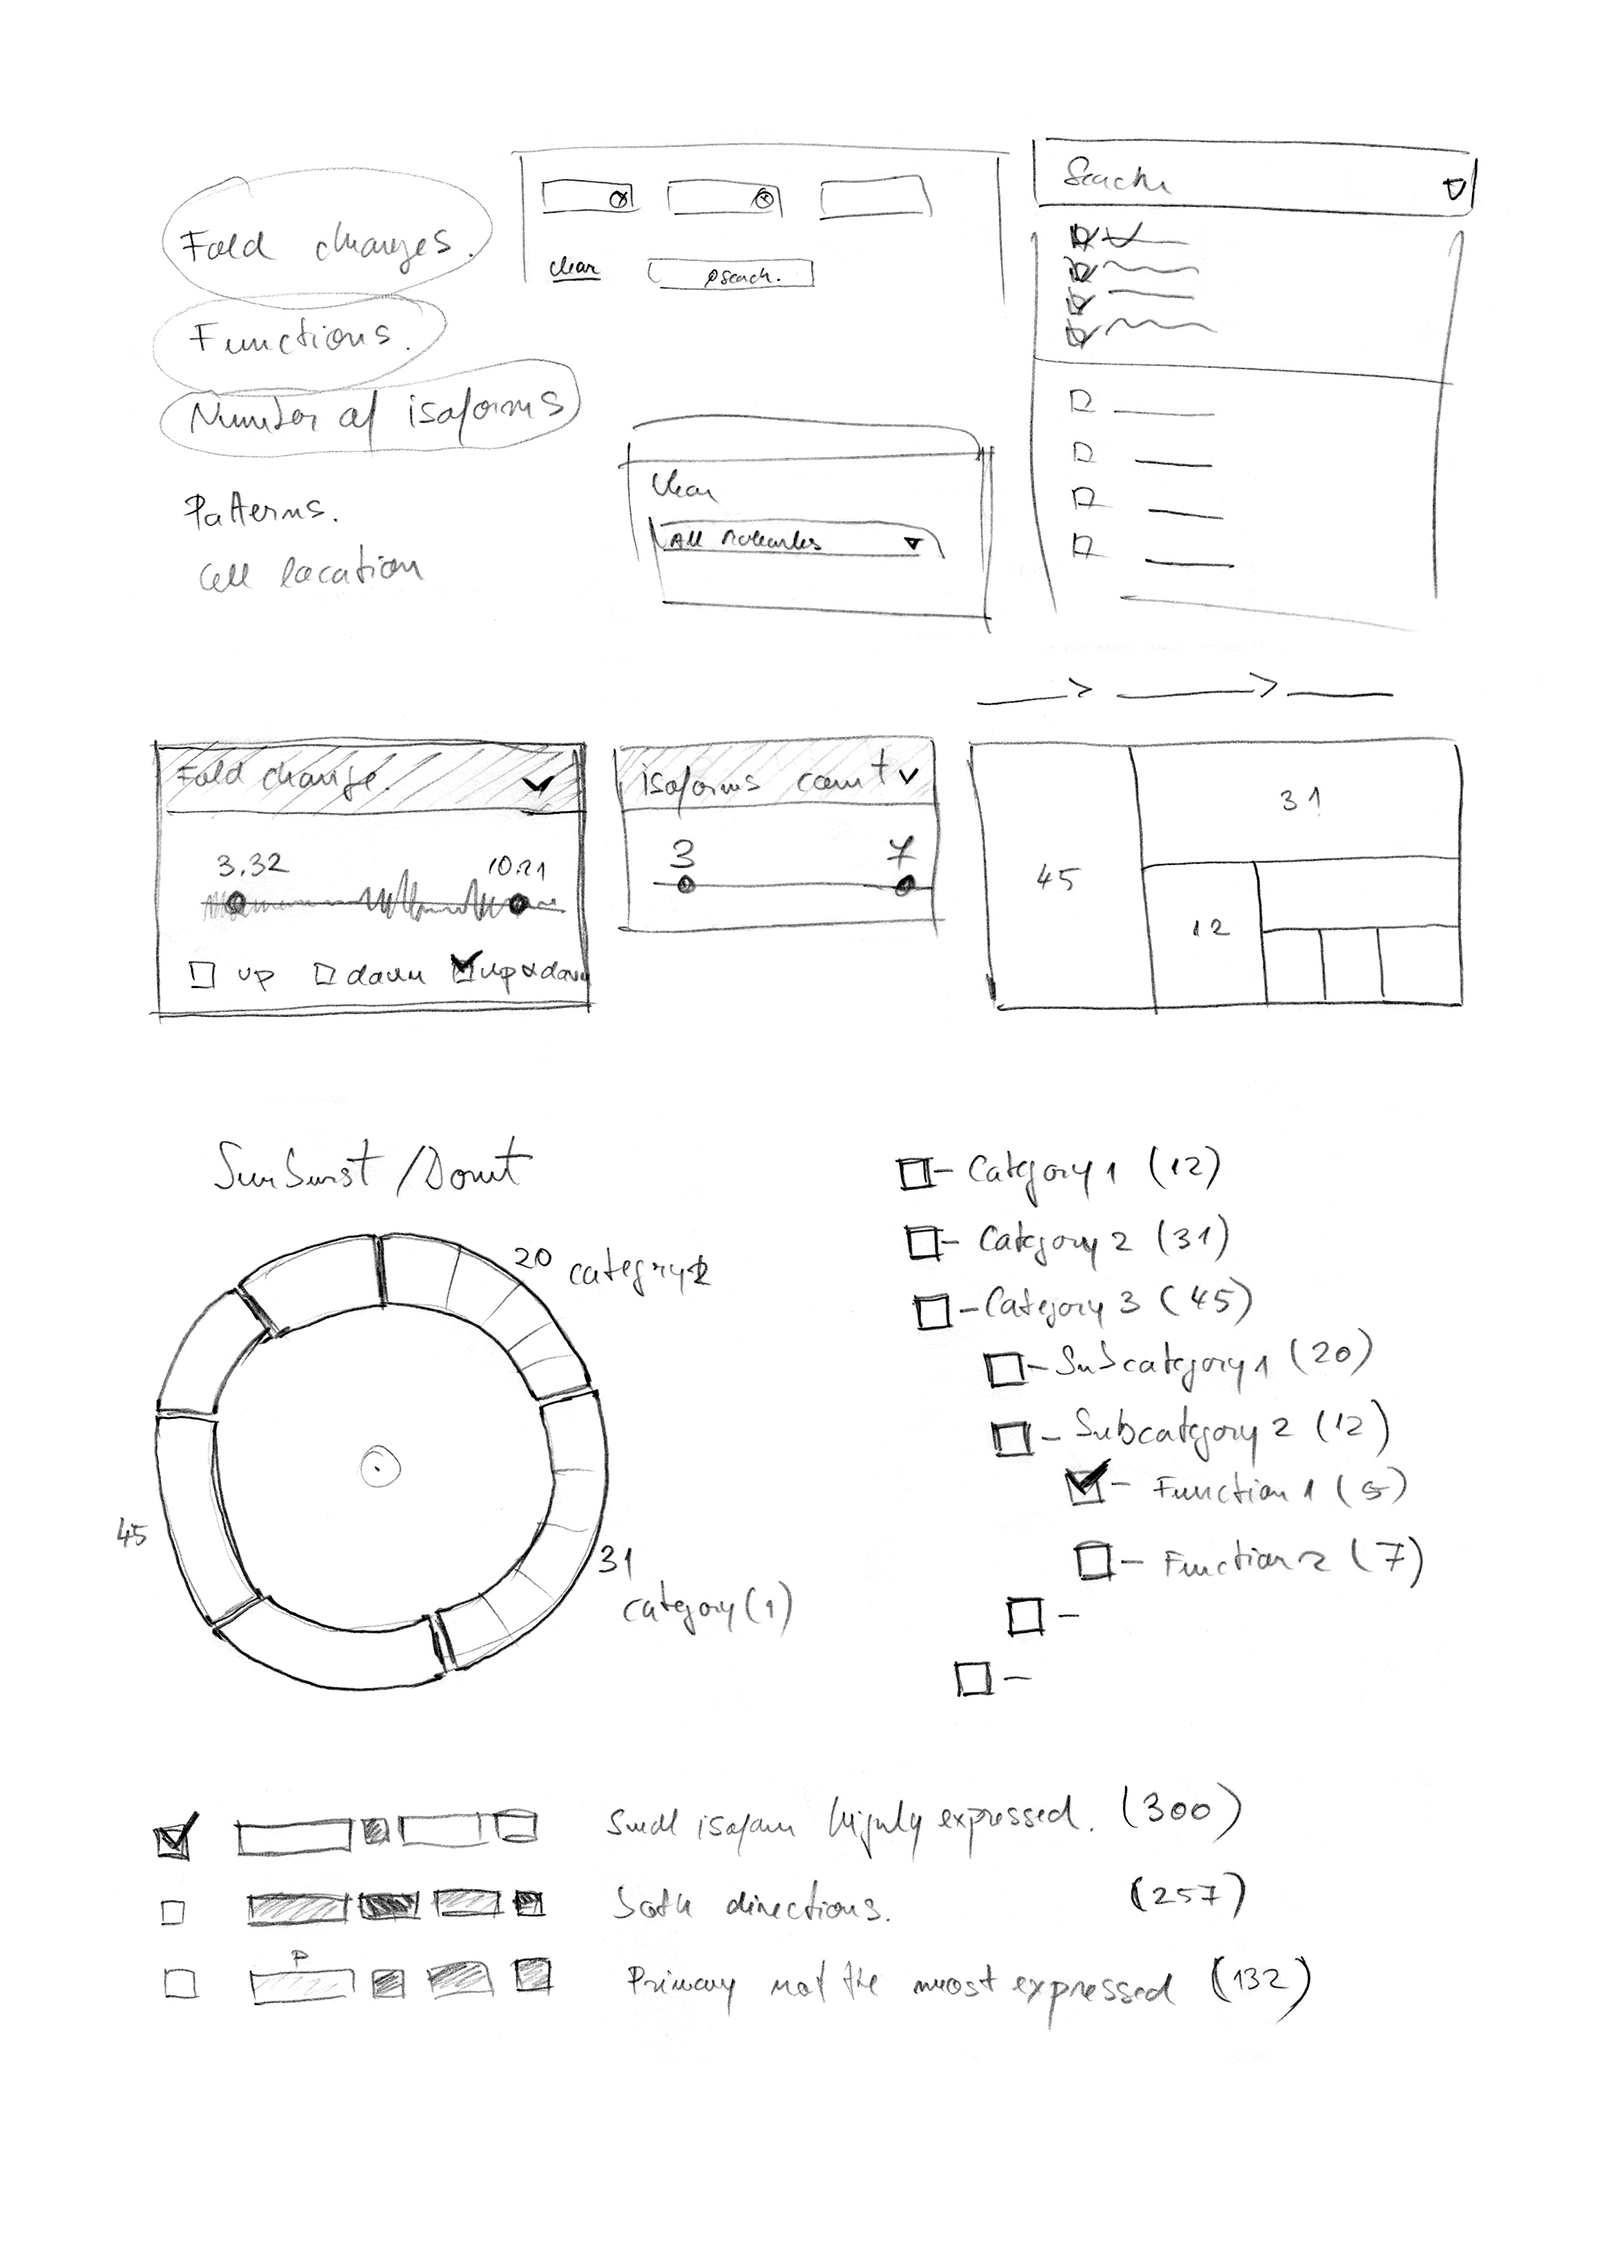 Fold changes.
Functions.
Number of isoforms
Patterns.
Cell location
clear
search.
Search
Clear
All
Fold change.
3.32
10.21
up
down
up & down
isoforms count
3
7
45
31
12
Sunburst / Donut
20
category 2
45
31
category (1)
Category 1 (12)
Category 2 (31)
Category 3 (45)
Subcategory 1 (20)
Subcategory 2 (12)
Function 1 (5)
Function 2 (7)
Small isoform highly expressed. (300)
both directions. (257)
P
Primary not the most expressed (132)